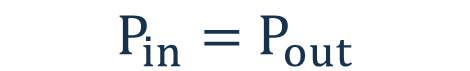 P_in = P_out